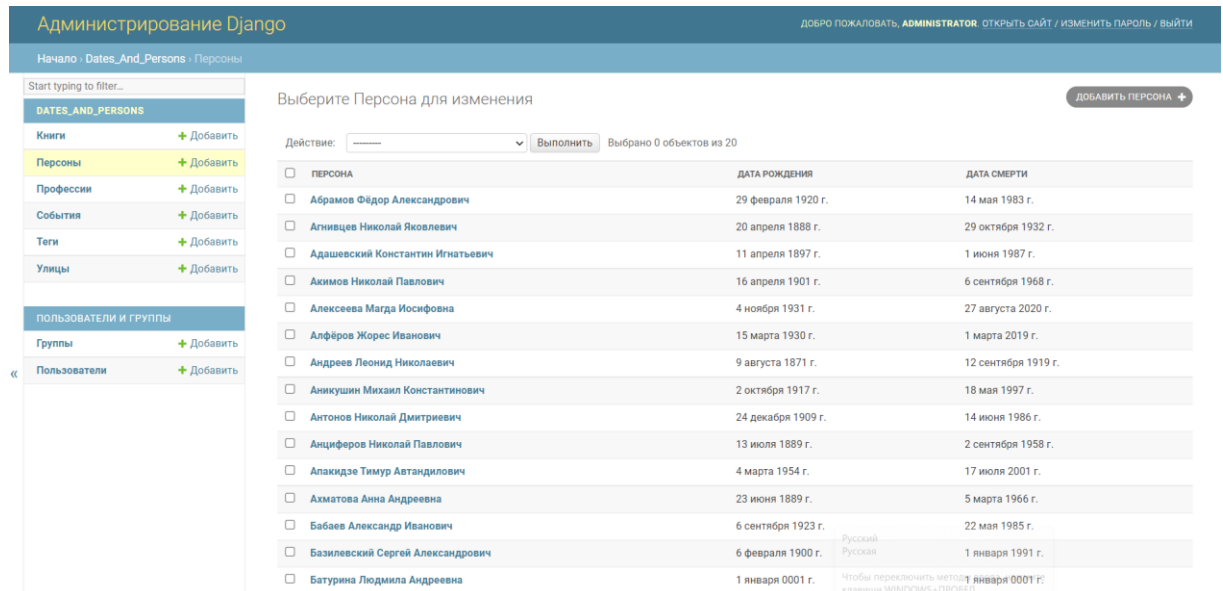 Администрирование Django
ДОБРО ПОЖАЛОВАТЬ, ADMINISTRATOR. ОТКРЫТЬ САЙТ / ИЗМЕНИТЬ ПАРОЛЬ / ВЫЙТИ
Начало › Dates_And_Persons › Персоны
Start typing to filter...
DATES_AND_PERSONS
Книги + Добавить
Персоны + Добавить
Профессии + Добавить
События + Добавить
Теги + Добавить
Улицы + Добавить
ПОЛЬЗОВАТЕЛИ И ГРУППЫ
Группы + Добавить
Пользователи + Добавить
«
Выберите Персона для изменения
ДОБАВИТЬ ПЕРСОНА +
Действие: --------- Выполнить Выбрано 0 объектов из 20
ПЕРСОНА ДАТА РОЖДЕНИЯ ДАТА СМЕРТИ
Абрамов Фёдор Александрович 29 февраля 1920 г. 14 мая 1983 г.
Агнивцев Николай Яковлевич 20 апреля 1888 г. 29 октября 1932 г.
Адашевский Константин Игнатьевич 11 апреля 1897 г. 1 июня 1987 г.
Акимов Николай Павлович 16 апреля 1901 г. 6 сентября 1968 г.
Алексеева Магда Иосифовна 4 ноября 1931 г. 27 августа 2020 г.
Алфёров Жорес Иванович 15 марта 1930 г. 1 марта 2019 г.
Андреев Леонид Николаевич 9 августа 1871 г. 12 сентября 1919 г.
Аникушин Михаил Константинович 2 октября 1917 г. 18 мая 1997 г.
Антонов Николай Дмитриевич 24 декабря 1909 г. 14 июня 1986 г.
Анциферов Николай Павлович 13 июля 1889 г. 2 сентября 1958 г.
Апакидзе Тимур Автандилович 4 марта 1954 г. 17 июля 2001 г.
Ахматова Анна Андреевна 23 июня 1889 г. 5 марта 1966 г.
Бабаев Александр Иванович 6 сентября 1923 г. 22 мая 1985 г.
Русский
Базилевский Сергей Александрович 6 февраля 1900 г. Русская 1 января 1991 г.
Батурина Людмила Андреевна 1 января 0001 г. Чтобы переключить методы 1 января 0001 г.
клавиши WINDOWS+ПРОБЕЛ